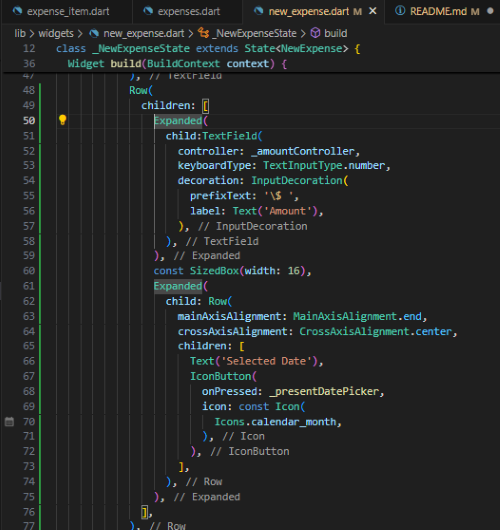 expense_item.dart expenses.dart new_expense.dart M README.md M
lib > widgets > new_expense.dart > _NewExpenseState > build
12 class _NewExpenseState extends State<NewExpense> {
36 Widget build(BuildContext context) {
47 ), // TextField
48 Row(
49 children: [
50 Expanded(
51 child:TextField(
52 controller: _amountController,
53 keyboardType: TextInputType.number,
54 decoration: InputDecoration(
55 prefixText: '\$ ',
56 label: Text('Amount'),
57 ), // InputDecoration
58 ), // TextField
59 ), // Expanded
60 const SizedBox(width: 16),
61 Expanded(
62 child: Row(
63 mainAxisAlignment: MainAxisAlignment.end,
64 crossAxisAlignment: CrossAxisAlignment.center,
65 children: [
66 Text('Selected Date'),
67 IconButton(
68 onPressed: _presentDatePicker,
69 icon: const Icon(
70 Icons.calendar_month,
71 ), // Icon
72 ), // IconButton
73 ],
74 ), // Row
75 ), // Expanded
76 ],
77 ), // Row